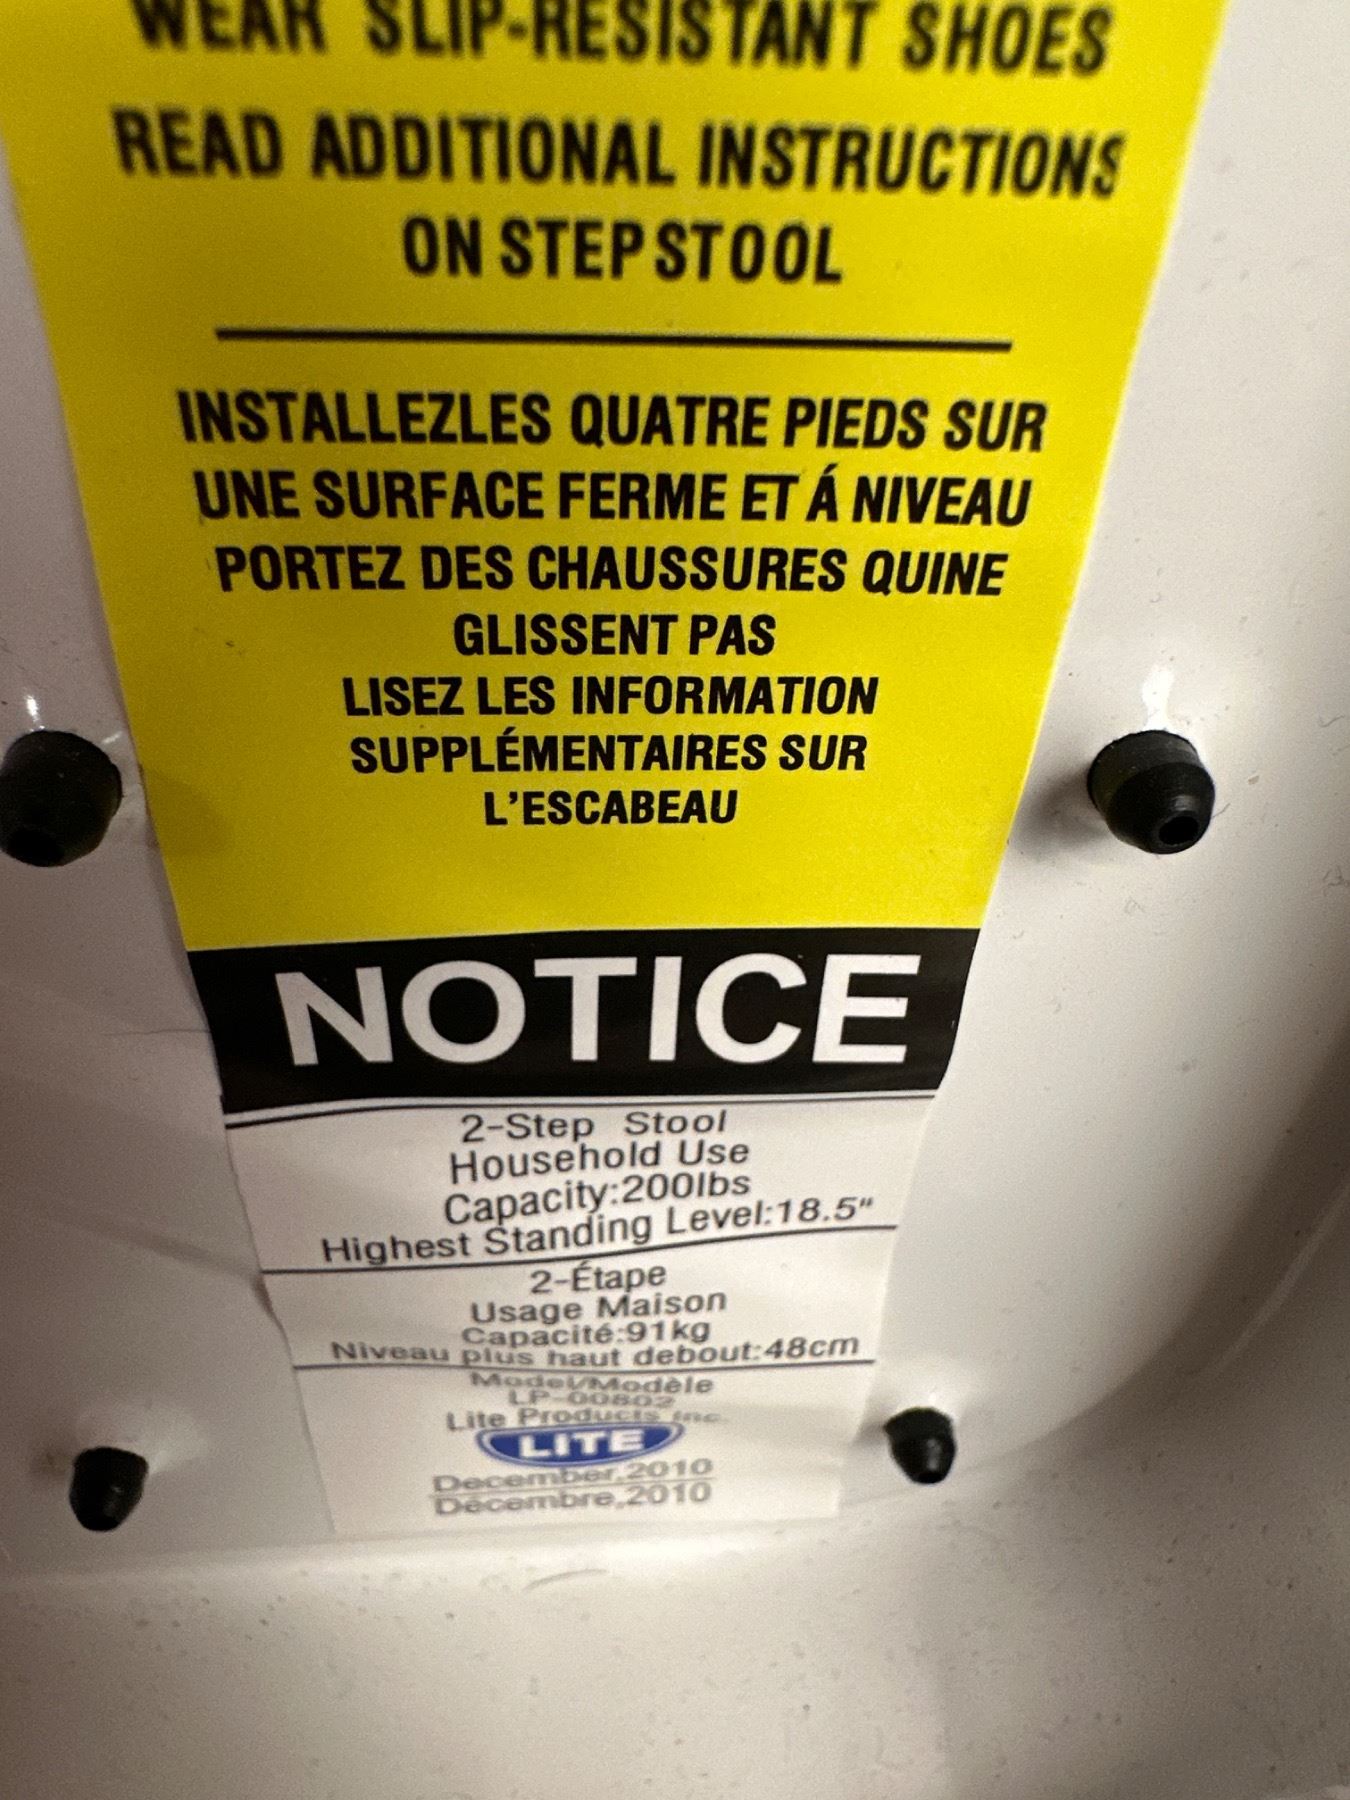 WEAR SLIP-RESISTANT SHOES
READ ADDITIONAL INSTRUCTIONS
ON STEPSTOOL
INSTALLEZLES QUATRE PIEDS SUR
UNE SURFACE FERME ET Á NIVEAU
PORTEZ DES CHAUSSURES QUINE
GLISSENT PAS
LISEZ LES INFORMATION
SUPPLÉMENTAIRES SUR
L'ESCABEAU
NOTICE
2-Step Stool
Household Use
Capacity:200lbs
Highest Standing Level:18.5"
2-Étape
Usage Maison
Capacité:91kg
Niveau plus haut debout:48cm
Model/Modèle
LP-00802
Lite Products Inc.
LITE
December,2010
Décembre,2010